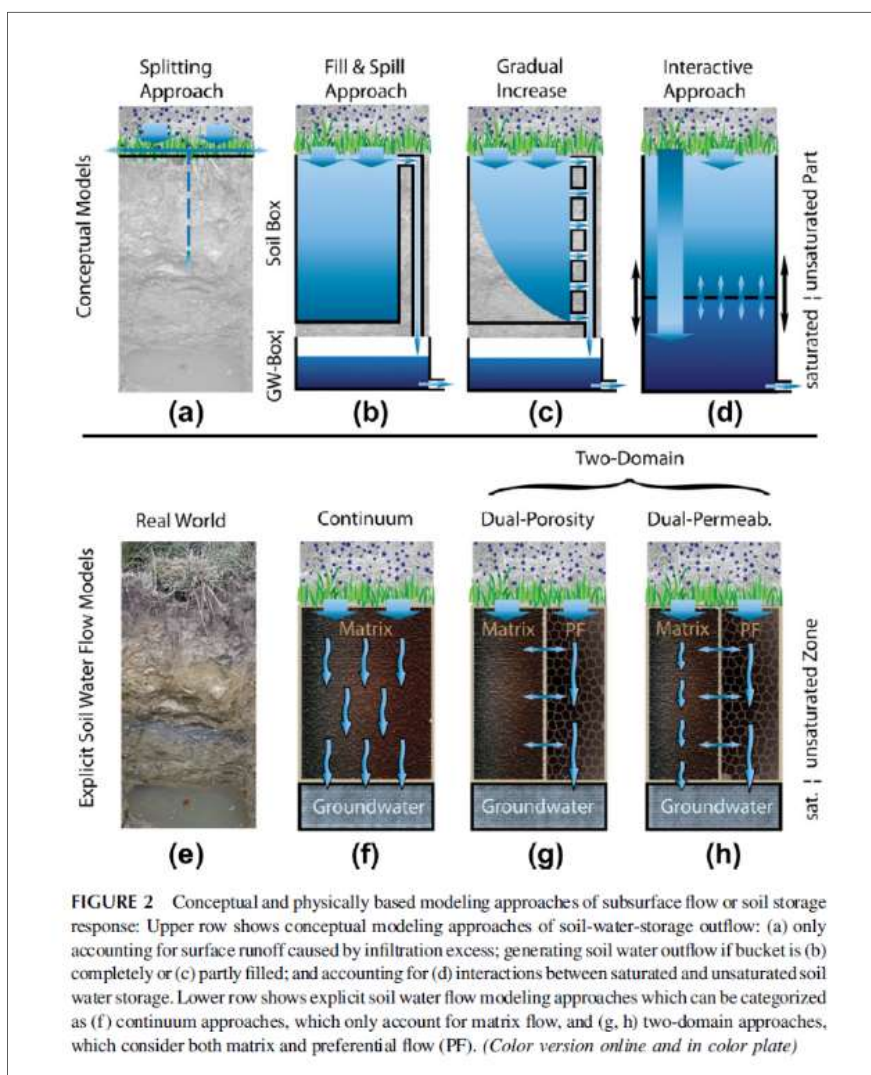 Splitting Approach
Fill & Spill Approach
Gradual Increase
Interactive Approach
Conceptual Models
Soil Box
GW-Box¦
saturated ¦ unsaturated Part
(a)
(b)
(c)
(d)
Two-Domain
Real World
Continuum
Dual-Porosity
Dual-Permeab.
Explicit Soil Water Flow Models
Matrix
Matrix
PF
Matrix
PF
sat. ¦ unsaturated Zone
Groundwater
Groundwater
Groundwater
(e)
(f)
(g)
(h)
FIGURE 2 Conceptual and physically based modeling approaches of subsurface flow or soil storage
response: Upper row shows conceptual modeling approaches of soil-water-storage outflow: (a) only
accounting for surface runoff caused by infiltration excess; generating soil water outflow if bucket is (b)
completely or (c) partly filled; and accounting for (d) interactions between saturated and unsaturated soil
water storage. Lower row shows explicit soil water flow modeling approaches which can be categorized
as (f) continuum approaches, which only account for matrix flow, and (g, h) two-domain approaches,
which consider both matrix and preferential flow (PF). (Color version online and in color plate)